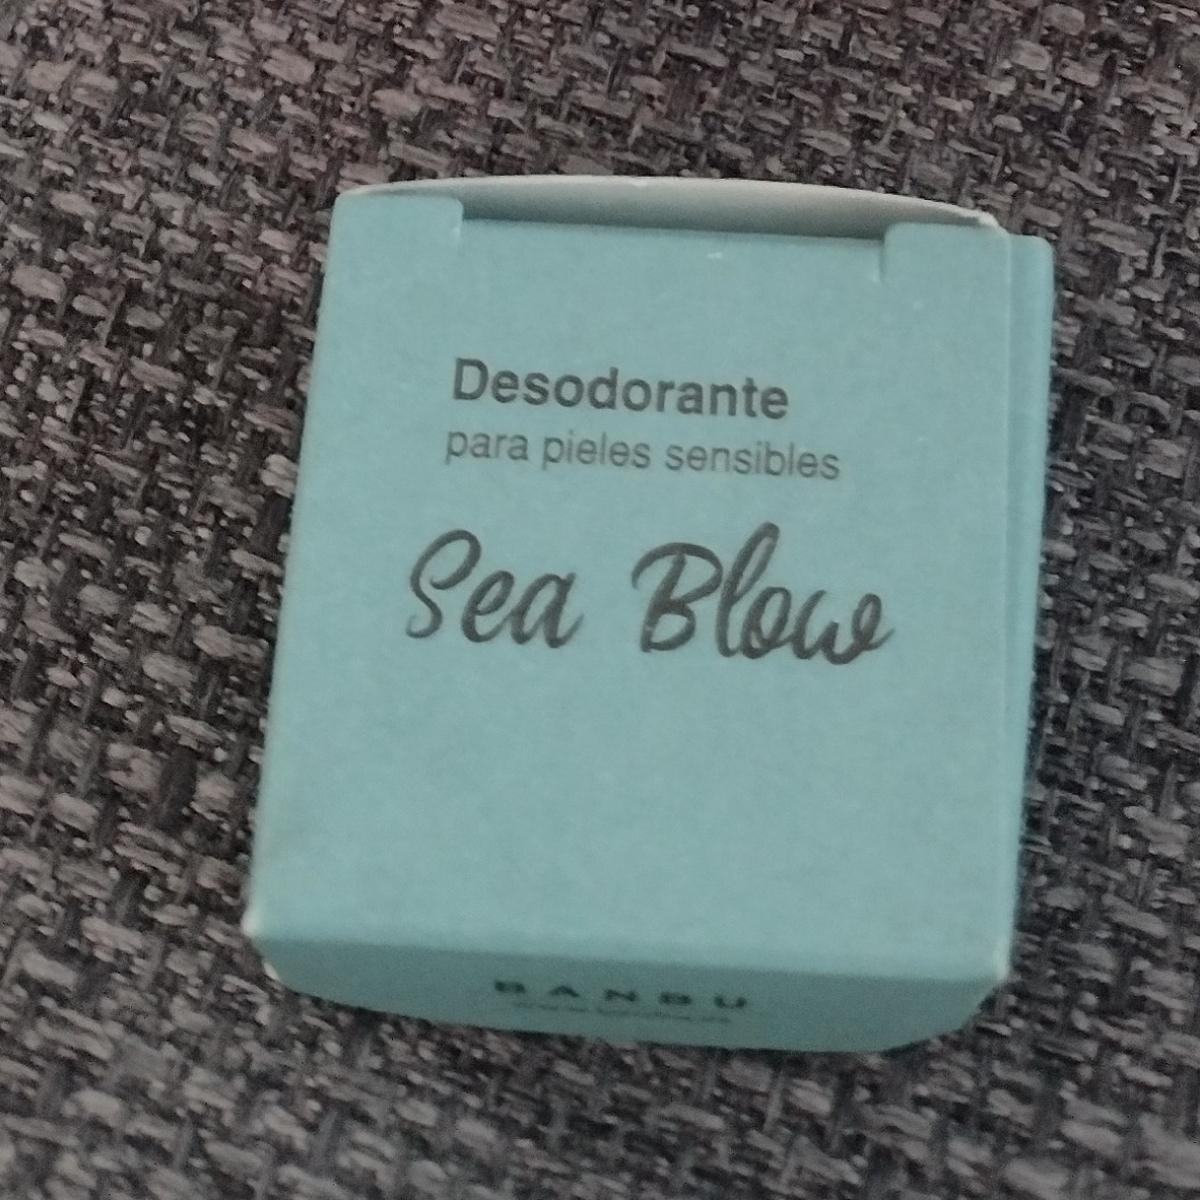 Desodorante
para pieles sensibles
Sea Blow
BANBU